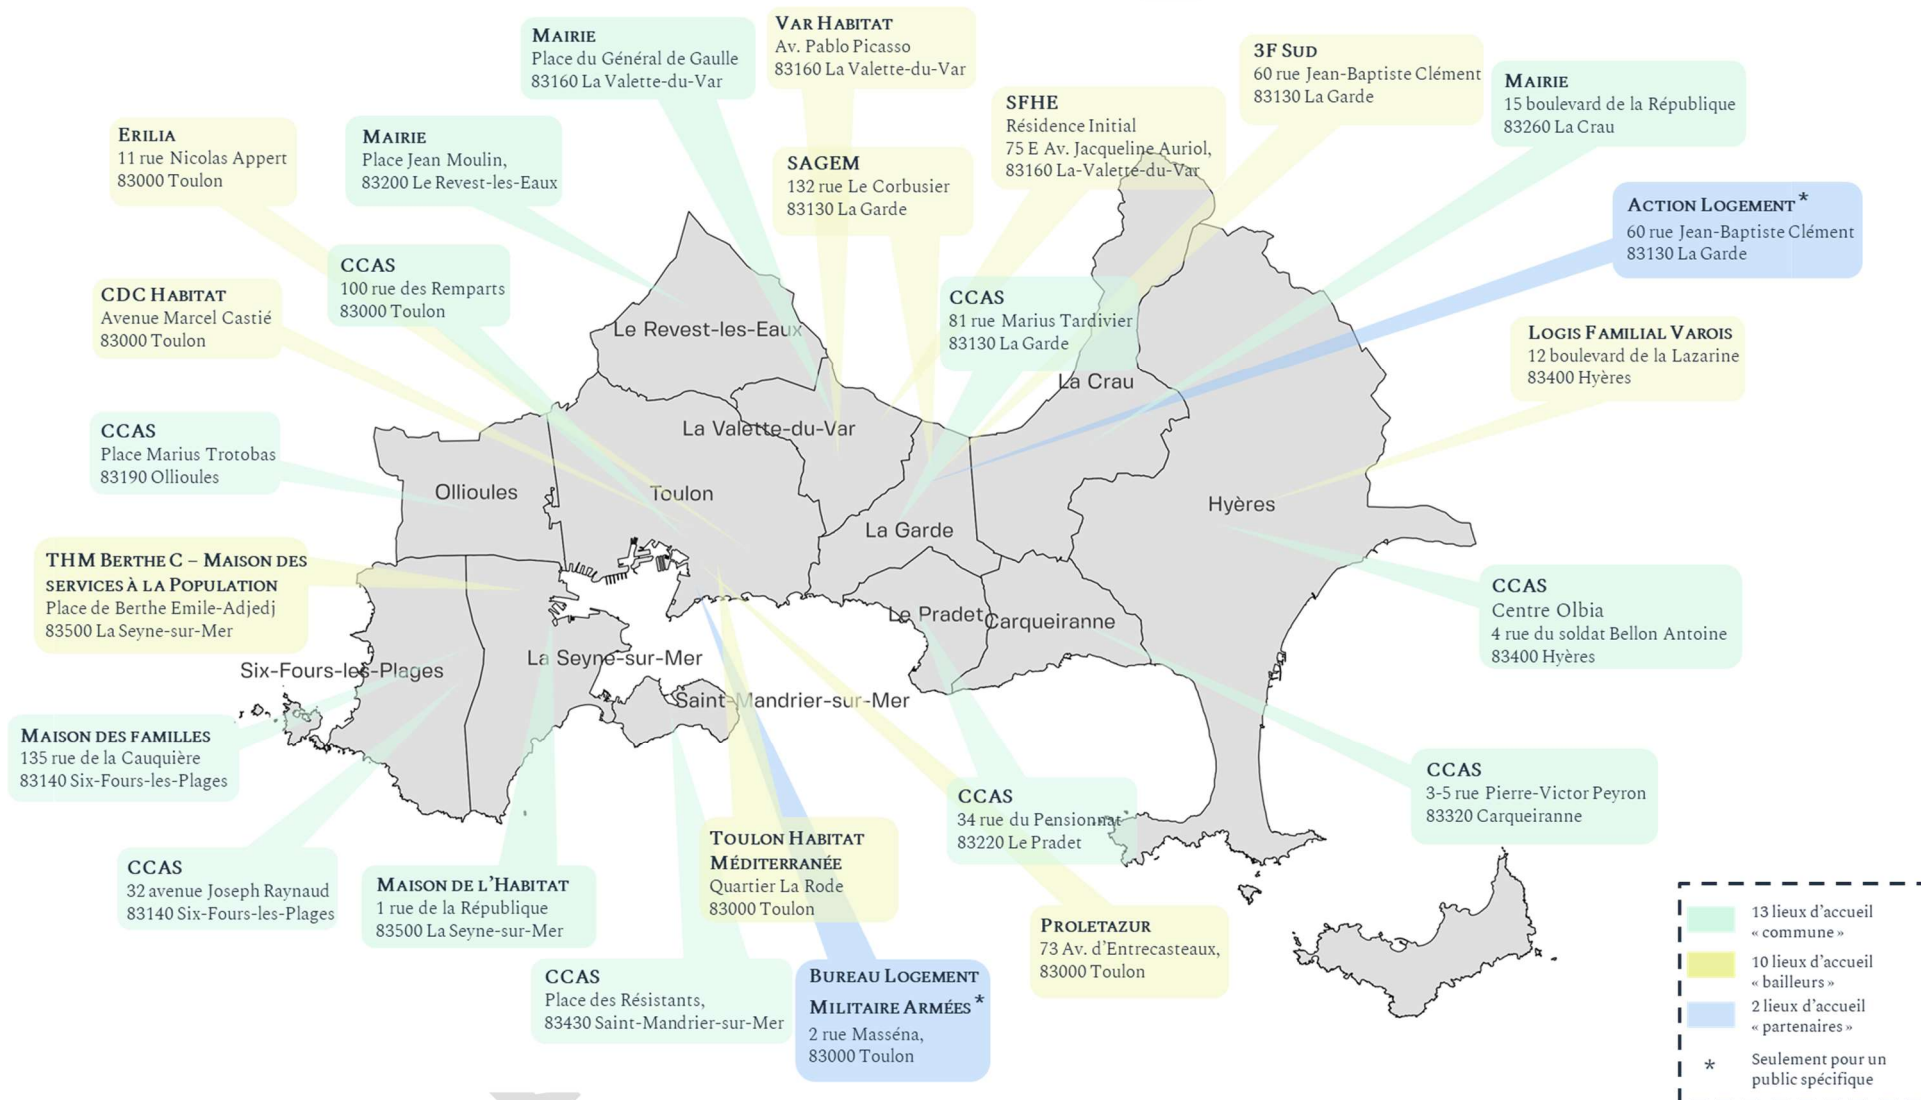 MAIRIE
Place du Général de Gaulle
83160 La Valette-du-Var
VAR HABITAT
Av. Pablo Picasso
83160 La Valette-du-Var
3F SUD
60 rue Jean-Baptiste Clément
83130 La Garde
MAIRIE
15 boulevard de la République
83260 La Crau
SFHE
Résidence Initial
75 E Av. Jacqueline Auriol,
83160 La-Valette-du-Var
ERILIA
11 rue Nicolas Appert
83000 Toulon
MAIRIE
Place Jean Moulin,
83200 Le Revest-les-Eaux
SAGEM
132 rue Le Corbusier
83130 La Garde
ACTION LOGEMENT *
60 rue Jean-Baptiste Clément
83130 La Garde
CCAS
100 rue des Remparts
83000 Toulon
CDC HABITAT
Avenue Marcel Castié
83000 Toulon
CCAS
81 rue Marius Tardivier
83130 La Garde
LOGIS FAMILIAL VAROIS
12 boulevard de la Lazarine
83400 Hyères
Le Revest-les-Eaux
La Crau
CCAS
Place Marius Trotobas
83190 Ollioules
La Valette-du-Var
Ollioules
Toulon
Hyères
La Garde
THM BERTHE C – MAISON DES
SERVICES À LA POPULATION
Place de Berthe Emile-Adjedj
83500 La Seyne-sur-Mer
CCAS
Centre Olbia
4 rue du soldat Bellon Antoine
83400 Hyères
Le Pradet
Carqueiranne
La Seyne-sur-Mer
Six-Fours-les-Plages
Saint-Mandrier-sur-Mer
MAISON DES FAMILLES
135 rue de la Cauquière
83140 Six-Fours-les-Plages
CCAS
3-5 rue Pierre-Victor Peyron
83320 Carqueiranne
CCAS
34 rue du Pensionnat
83220 Le Pradet
TOULON HABITAT
MÉDITERRANÉE
Quartier La Rode
83000 Toulon
CCAS
32 avenue Joseph Raynaud
83140 Six-Fours-les-Plages
MAISON DE L'HABITAT
1 rue de la République
83500 La Seyne-sur-Mer
PROLETAZUR
73 Av. d'Entrecasteaux,
83000 Toulon
CCAS
Place des Résistants,
83430 Saint-Mandrier-sur-Mer
BUREAU LOGEMENT
MILITAIRE ARMÉES *
2 rue Masséna,
83000 Toulon
13 lieux d'accueil
« commune »
10 lieux d'accueil
« bailleurs »
2 lieux d'accueil
« partenaires »
* Seulement pour un
public spécifique